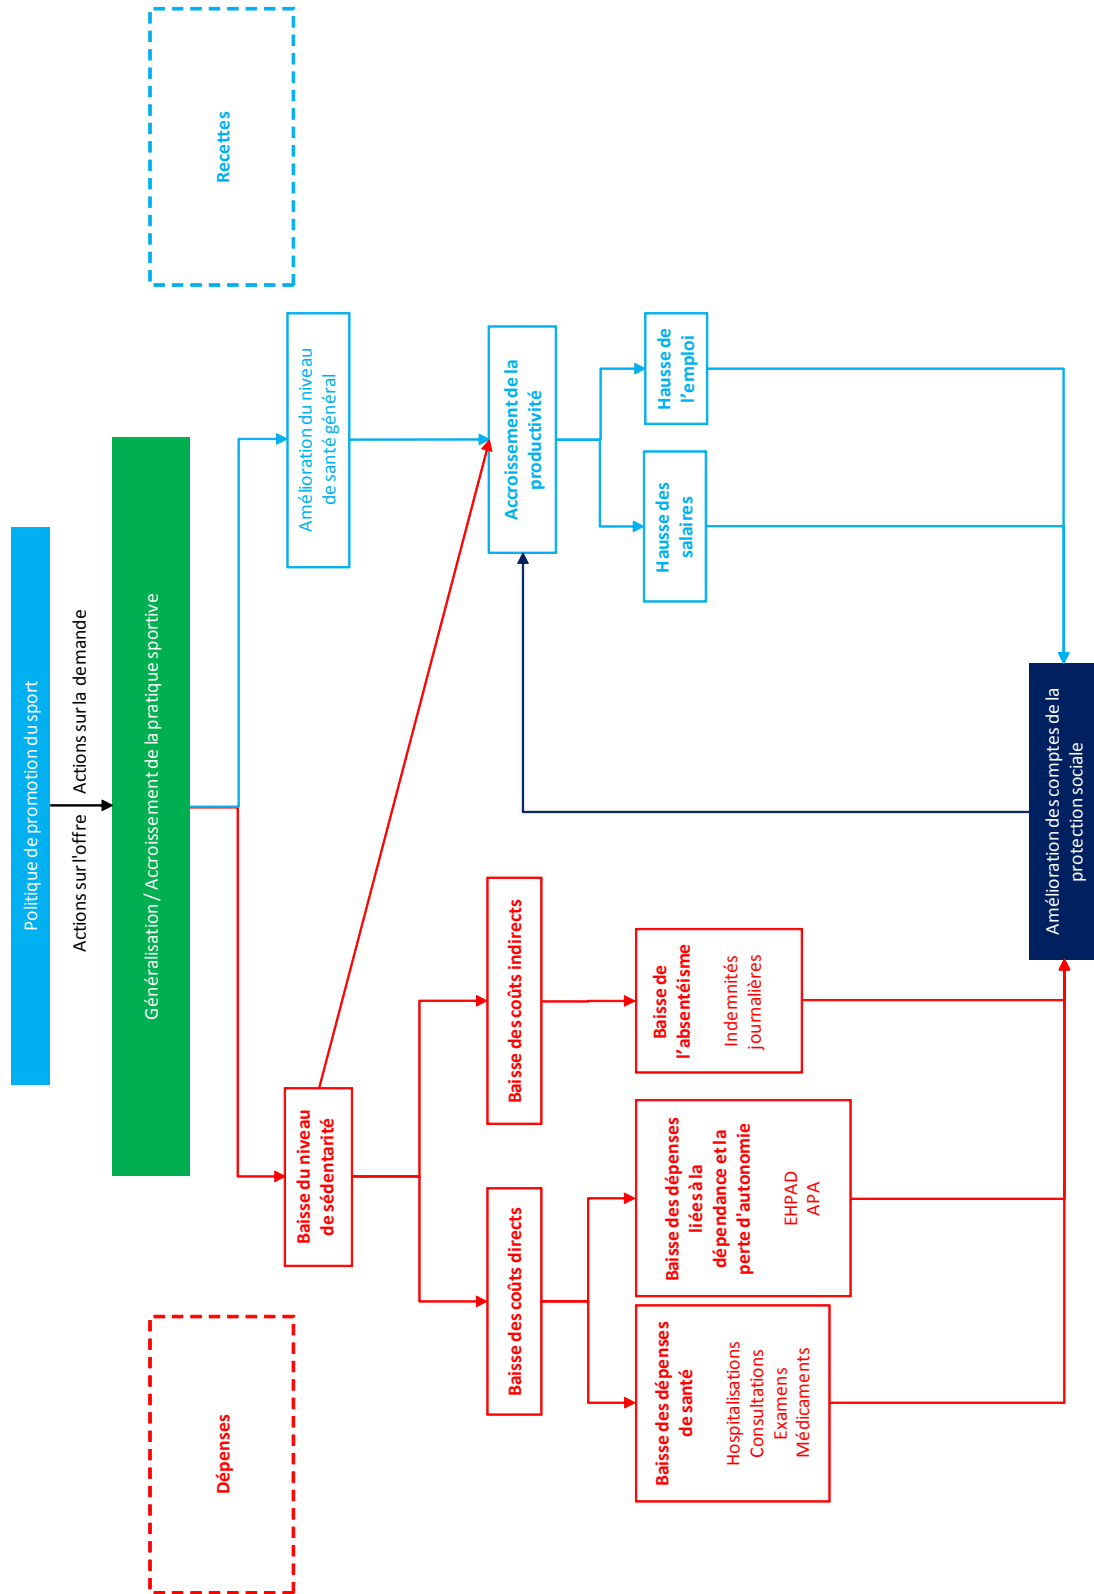 Politique de promotion du sport
Actions sur l'offre
Actions sur la demande
Généralisation / Accroissement de la pratique sportive
Dépenses
Recettes
Baisse du niveau
de sédentarité
Amélioration du niveau
de santé général
Baisse des coûts directs
Baisse des coûts indirects
Accroissement de la
productivité
Baisse des dépenses
de santé
Hospitalisations
Consultations
Examens
Médicaments
Baisse des dépenses
liées à la
dépendance et la
perte d'autonomie
EHPAD
APA
Baisse de
l’absentéisme
Indemnités
journalières
Hausse des
salaires
Hausse de
l’emploi
Amélioration des comptes de la
protection sociale